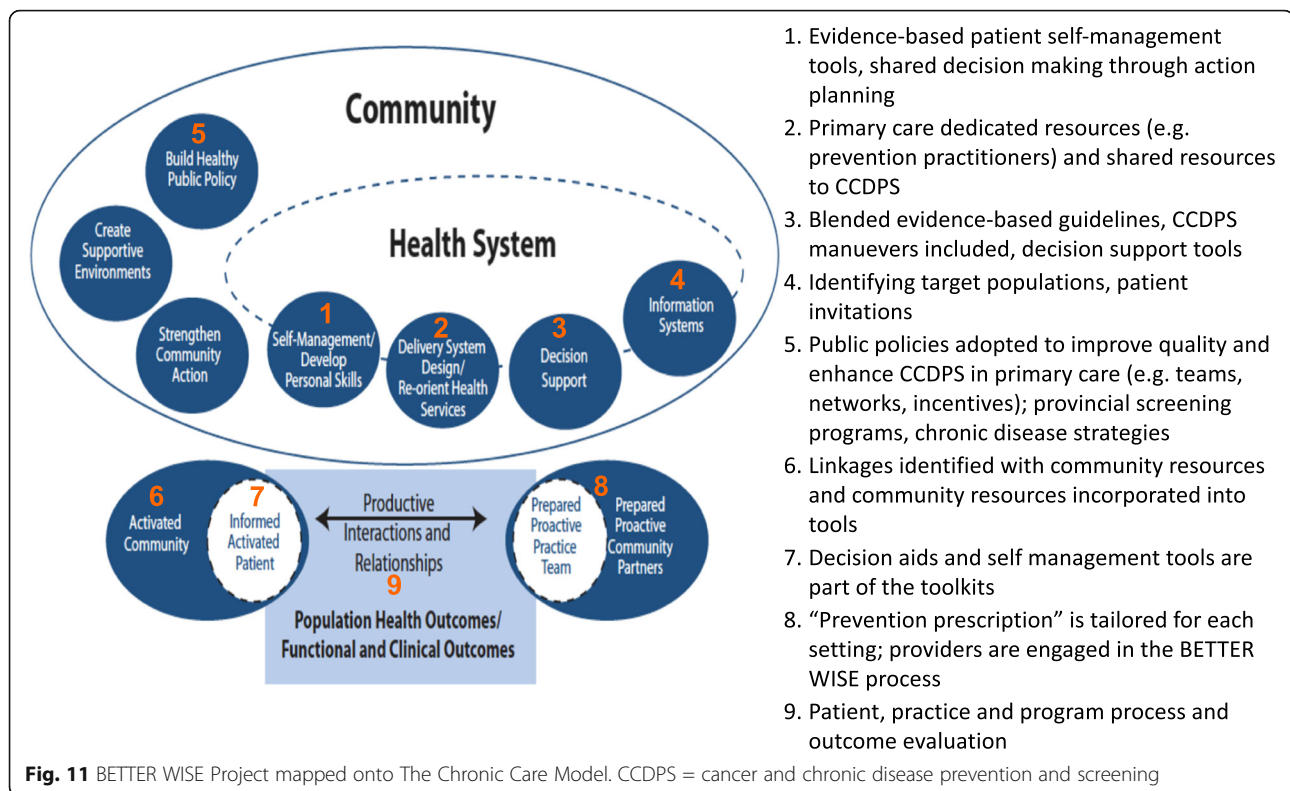 Community
5
Build Healthy
Public Policy
Create
Supportive
Environments
Strengthen
Community
Action
Health System
1
Self-Management/
Develop
Personal Skills
2
Delivery System
Design/
Re-orient Health
Services
3
Decision
Support
4
Information
Systems
6
Activated
Community
7
Informed
Activated
Patient
Productive
Interactions and
Relationships
9
Population Health Outcomes/
Functional and Clinical Outcomes
8
Prepared
Proactive
Practice
Team
Prepared
Proactive
Community
Partners
1. Evidence-based patient self-management
tools, shared decision making through action
planning
2. Primary care dedicated resources (e.g.
prevention practitioners) and shared resources
to CCDPS
3. Blended evidence-based guidelines, CCDPS
manuevers included, decision support tools
4. Identifying target populations, patient
invitations
5. Public policies adopted to improve quality and
enhance CCDPS in primary care (e.g. teams,
networks, incentives); provincial screening
programs, chronic disease strategies
6. Linkages identified with community resources
and community resources incorporated into
tools
7. Decision aids and self management tools are
part of the toolkits
8. “Prevention prescription” is tailored for each
setting; providers are engaged in the BETTER
WISE process
9. Patient, practice and program process and
outcome evaluation
Fig. 11 BETTER WISE Project mapped onto The Chronic Care Model. CCDPS = cancer and chronic disease prevention and screening